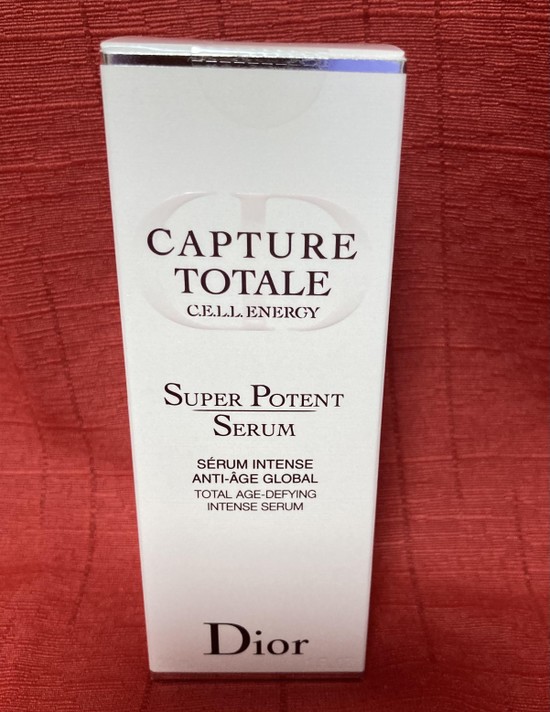 CAPTURE
TOTALE
C.E.L.L. ENERGY
SUPER POTENT
SERUM
SÉRUM INTENSE
ANTI-ÂGE GLOBAL
TOTAL AGE-DEFYING
INTENSE SERUM
Dior